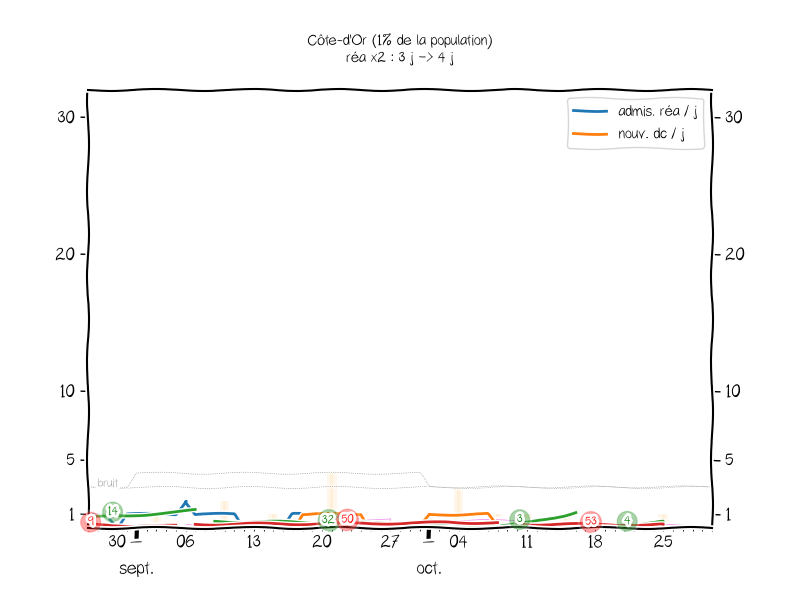 Côte-d'Or (1% de la population)
réa x2 : 3 j -> 4 j
30 30
admis. réa / j
nouv. dc / j
20 20
10 10
5 5
bruit
1 1
9 14 32 50 3 53 4
30 06 13 20 27 04 11 18 25
sept. oct.